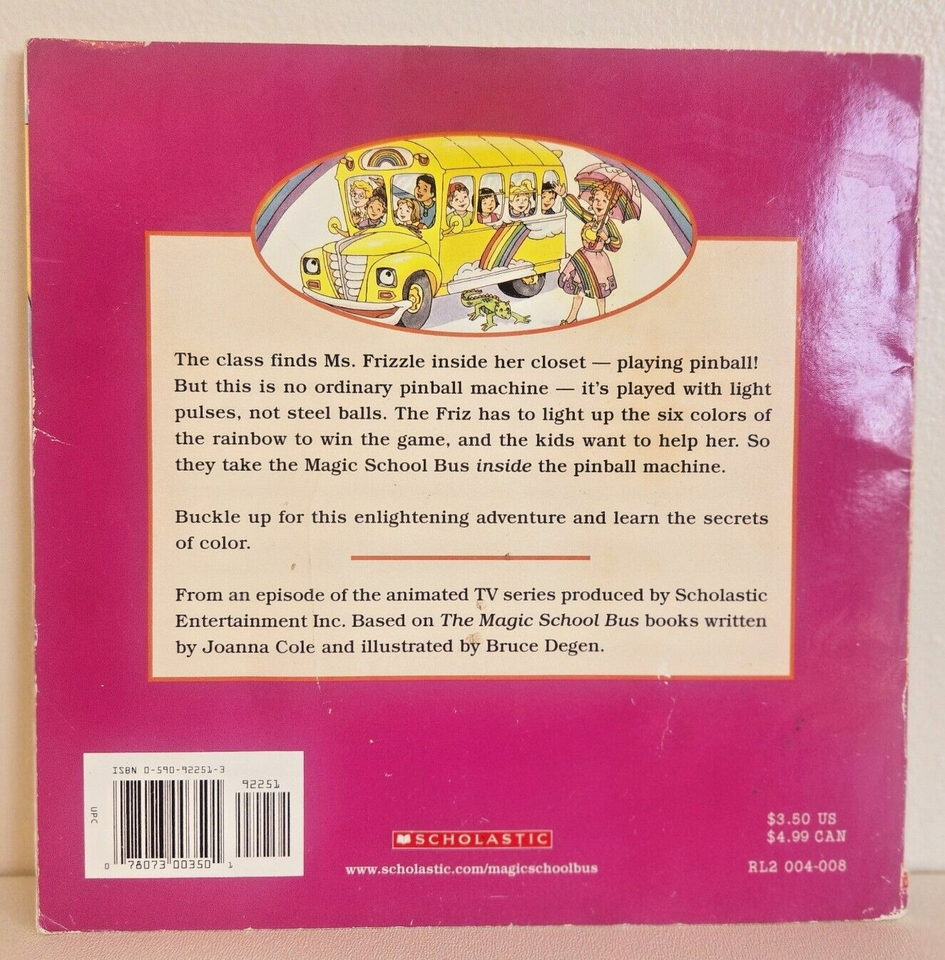 The class finds Ms. Frizzle inside her closet — playing pinball!
But this is no ordinary pinball machine — it's played with light
pulses, not steel balls. The Friz has to light up the six colors of
the rainbow to win the game, and the kids want to help her. So
they take the Magic School Bus inside the pinball machine.
Buckle up for this enlightening adventure and learn the secrets
of color.
From an episode of the animated TV series produced by Scholastic
Entertainment Inc. Based on The Magic School Bus books written
by Joanna Cole and illustrated by Bruce Degen.
ISBN 0-590-92251-3
92251
UPC
0 78073 00350 1
SCHOLASTIC
www.scholastic.com/magicschoolbus
$3.50 US
$4.99 CAN
RL2 004-008